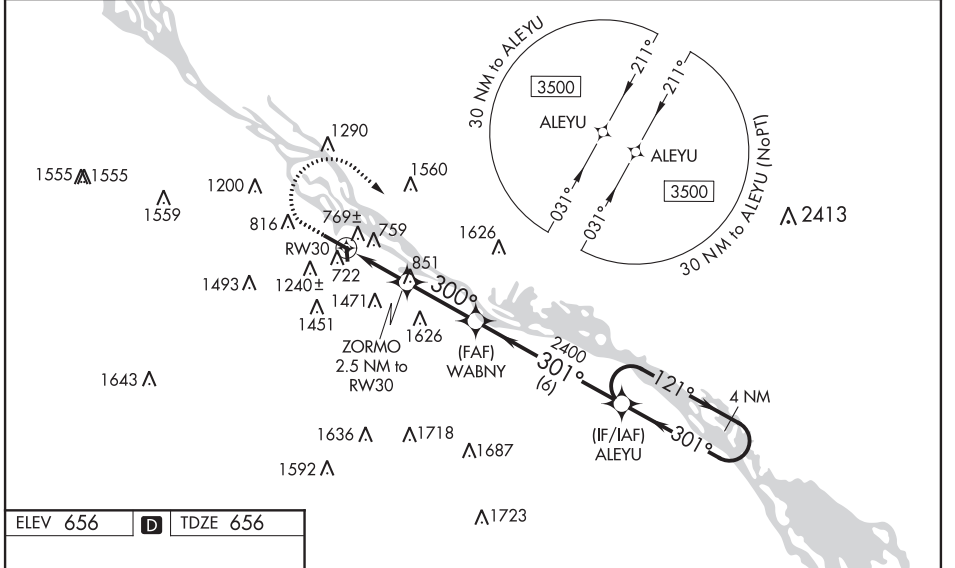 30 NM to ALEYU
211°
211°
3500
ALEYU
ALEYU
3500
031°
031°
30 NM to ALEYU (NoPT)
1290
1555
1555
1560
1200
1559
2413
816
769±
759
1626
RW30
722
851
1493
1240±
1471
300°
1451
1626
ZORMO
2.5 NM to
RW30
(FAF)
WABNY
2400
301°
(6)
121°
4 NM
1643
301°
(IF/IAF)
ALEYU
1636
1718
1687
1592
1723
ELEV 656 D TDZE 656